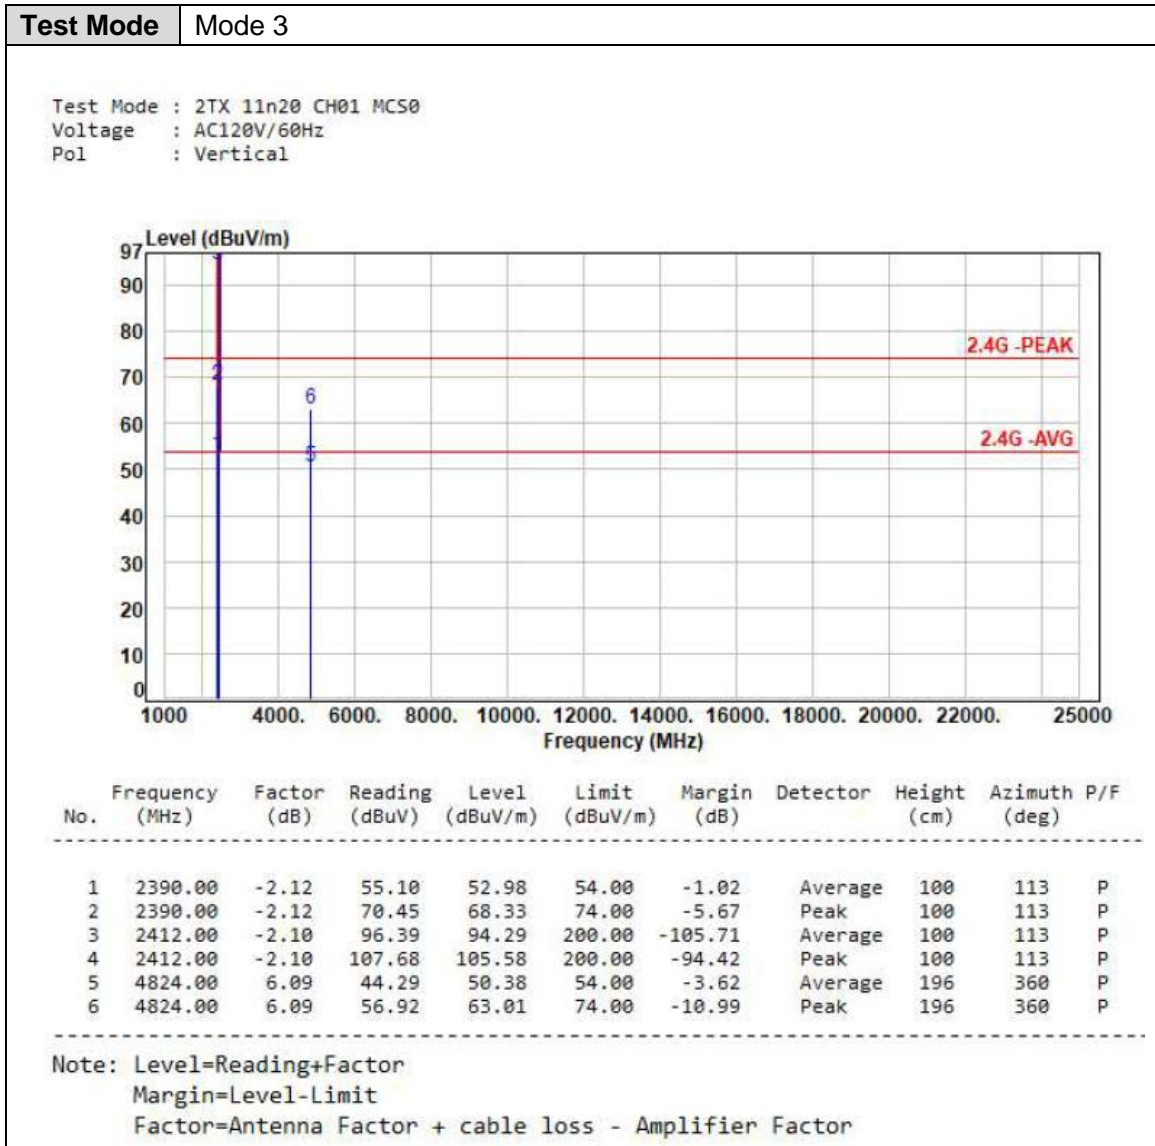 Test Mode Mode 3
Test Mode : 2TX 11n20 CH01 MCS0
Voltage : AC120V/60Hz
Pol : Vertical
97 Level (dBuV/m)
90
80
2.4G -PEAK
70
2
6
60
2.4G -AVG
5
50
40
30
20
10
0
1000 4000. 6000. 8000. 10000. 12000. 14000. 16000. 18000. 20000. 22000. 25000
Frequency (MHz)
Frequency Factor Reading Level Limit Margin Detector Height Azimuth P/F
No. (MHz) (dB) (dBuV) (dBuV/m) (dBuV/m) (dB) (cm) (deg)
1 2390.00 -2.12 55.10 52.98 54.00 -1.02 Average 100 113 P
2 2390.00 -2.12 70.45 68.33 74.00 -5.67 Peak 100 113 P
3 2412.00 -2.10 96.39 94.29 200.00 -105.71 Average 100 113 P
4 2412.00 -2.10 107.68 105.58 200.00 -94.42 Peak 100 113 P
5 4824.00 6.09 44.29 50.38 54.00 -3.62 Average 196 360 P
6 4824.00 6.09 56.92 63.01 74.00 -10.99 Peak 196 360 P
Note: Level=Reading+Factor
Margin=Level-Limit
Factor=Antenna Factor + cable loss - Amplifier Factor